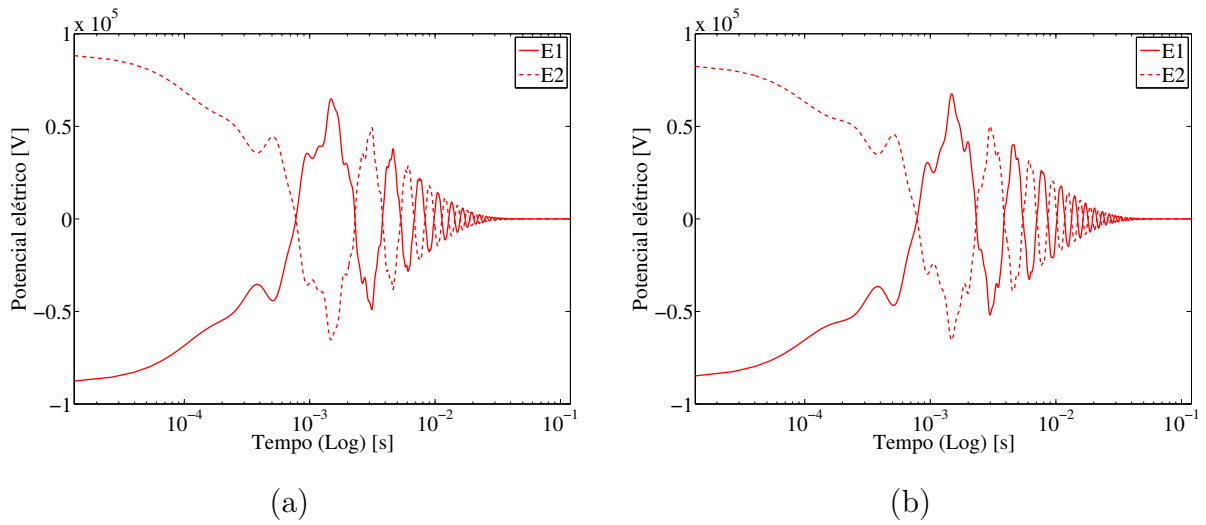 1 x 10^5
E1
E2
0.5
0
−0.5
−1
Potencial elétrico [V]
10^−4
10^−3
10^−2
10^−1
Tempo (Log) [s]
(a)
1 x 10^5
E1
E2
0.5
0
−0.5
−1
Potencial elétrico [V]
10^−4
10^−3
10^−2
10^−1
Tempo (Log) [s]
(b)